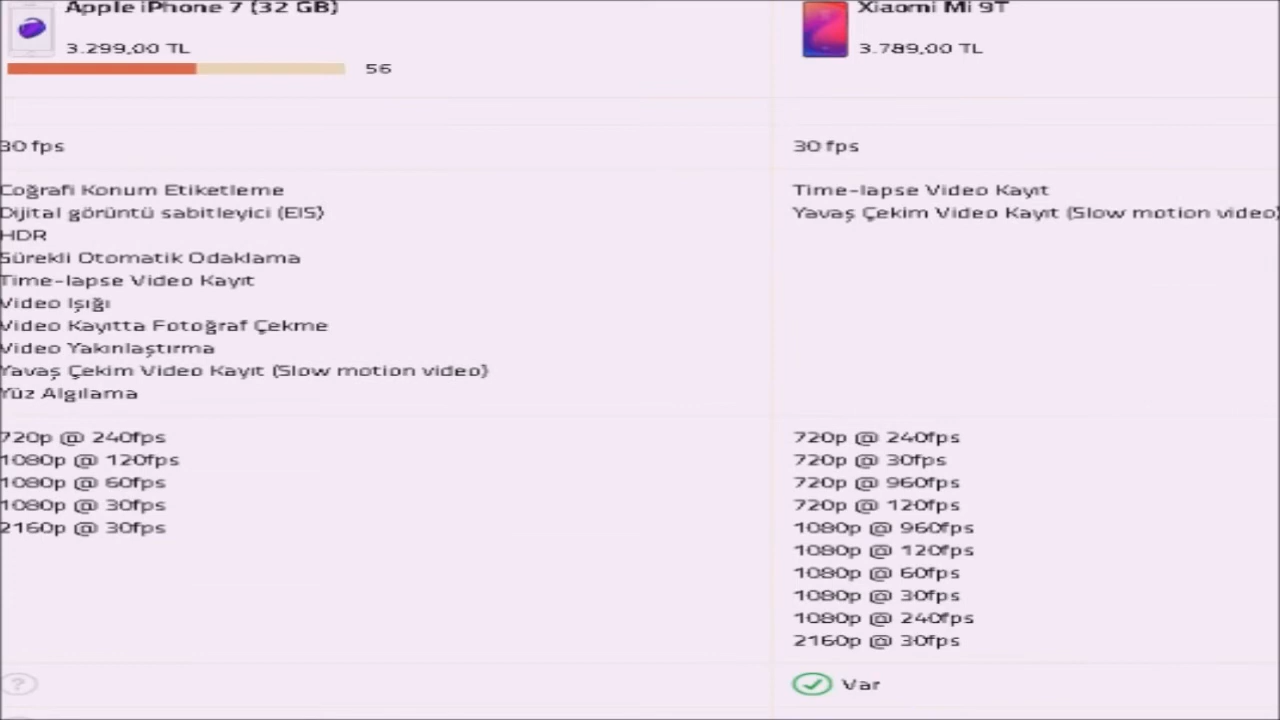 Apple iPhone 7 (32 GB)
3.299,00 TL
56
Xiaomi Mi 9T
3.789,00 TL
30 fps
30 fps
Coğrafi Konum Etiketleme
Dijital görüntü sabitleyici (EIS)
HDR
Sürekli Otomatik Odaklama
Time-lapse Video Kayıt
Video Işığı
Video Kayıtta Fotoğraf Çekme
Video Yakınlaştırma
Yavaş Çekim Video Kayıt (Slow motion video)
Yüz Algılama
Time-lapse Video Kayıt
Yavaş Çekim Video Kayıt (Slow motion video)
720p @ 240fps
1080p @ 120fps
1080p @ 60fps
1080p @ 30fps
2160p @ 30fps
720p @ 240fps
720p @ 30fps
720p @ 960fps
720p @ 120fps
1080p @ 960fps
1080p @ 120fps
1080p @ 60fps
1080p @ 30fps
1080p @ 240fps
2160p @ 30fps
?
Var